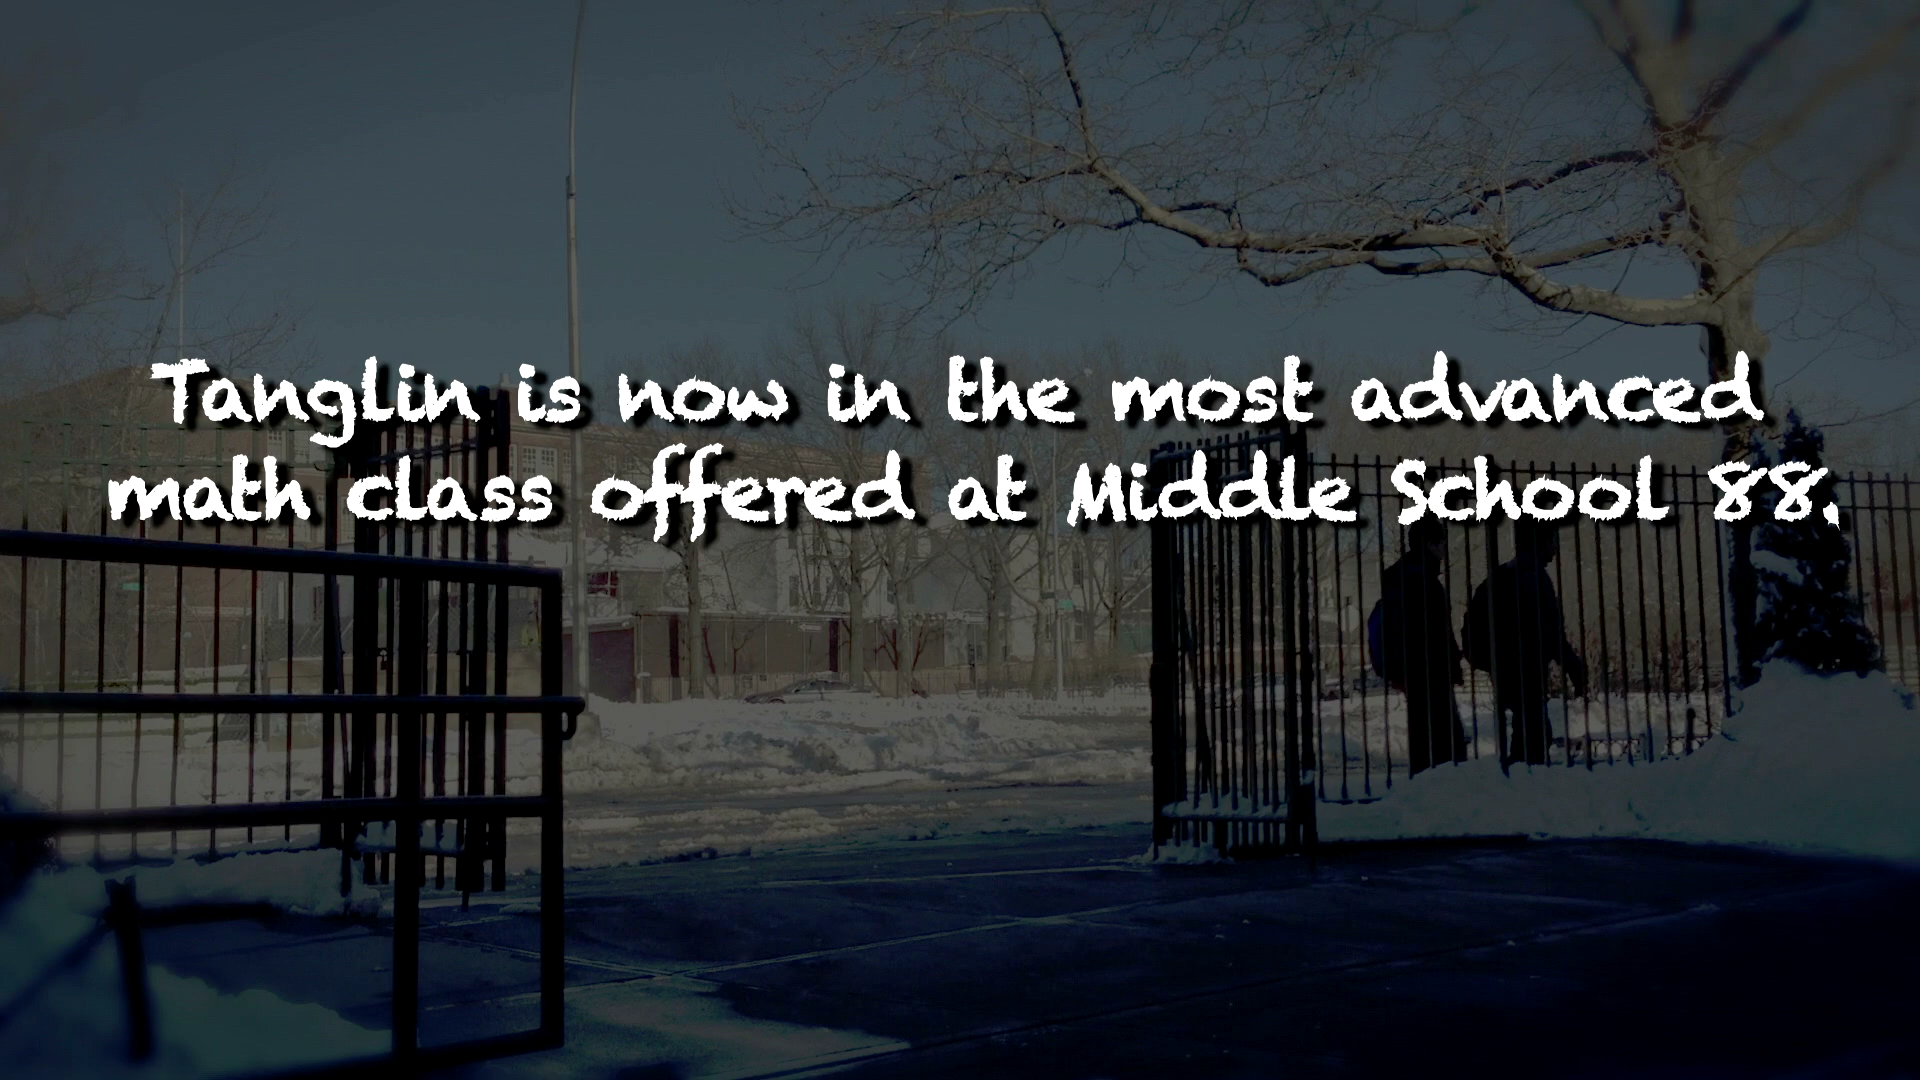 Tanglin is now in the most advanced
math class offered at Middle School 88.